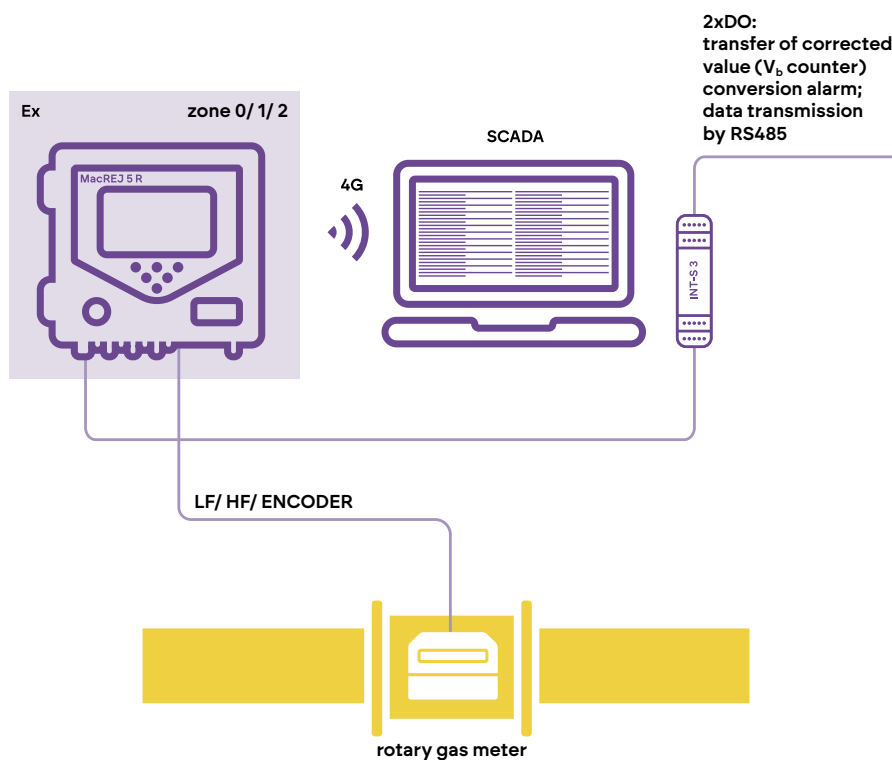 2xDO:
transfer of corrected
value (Vb counter)
conversion alarm;
data transmission
by RS485
Ex
zone 0/ 1/ 2
SCADA
MacREJ 5 R
4G
INT-S 3
LF/ HF/ ENCODER
rotary gas meter